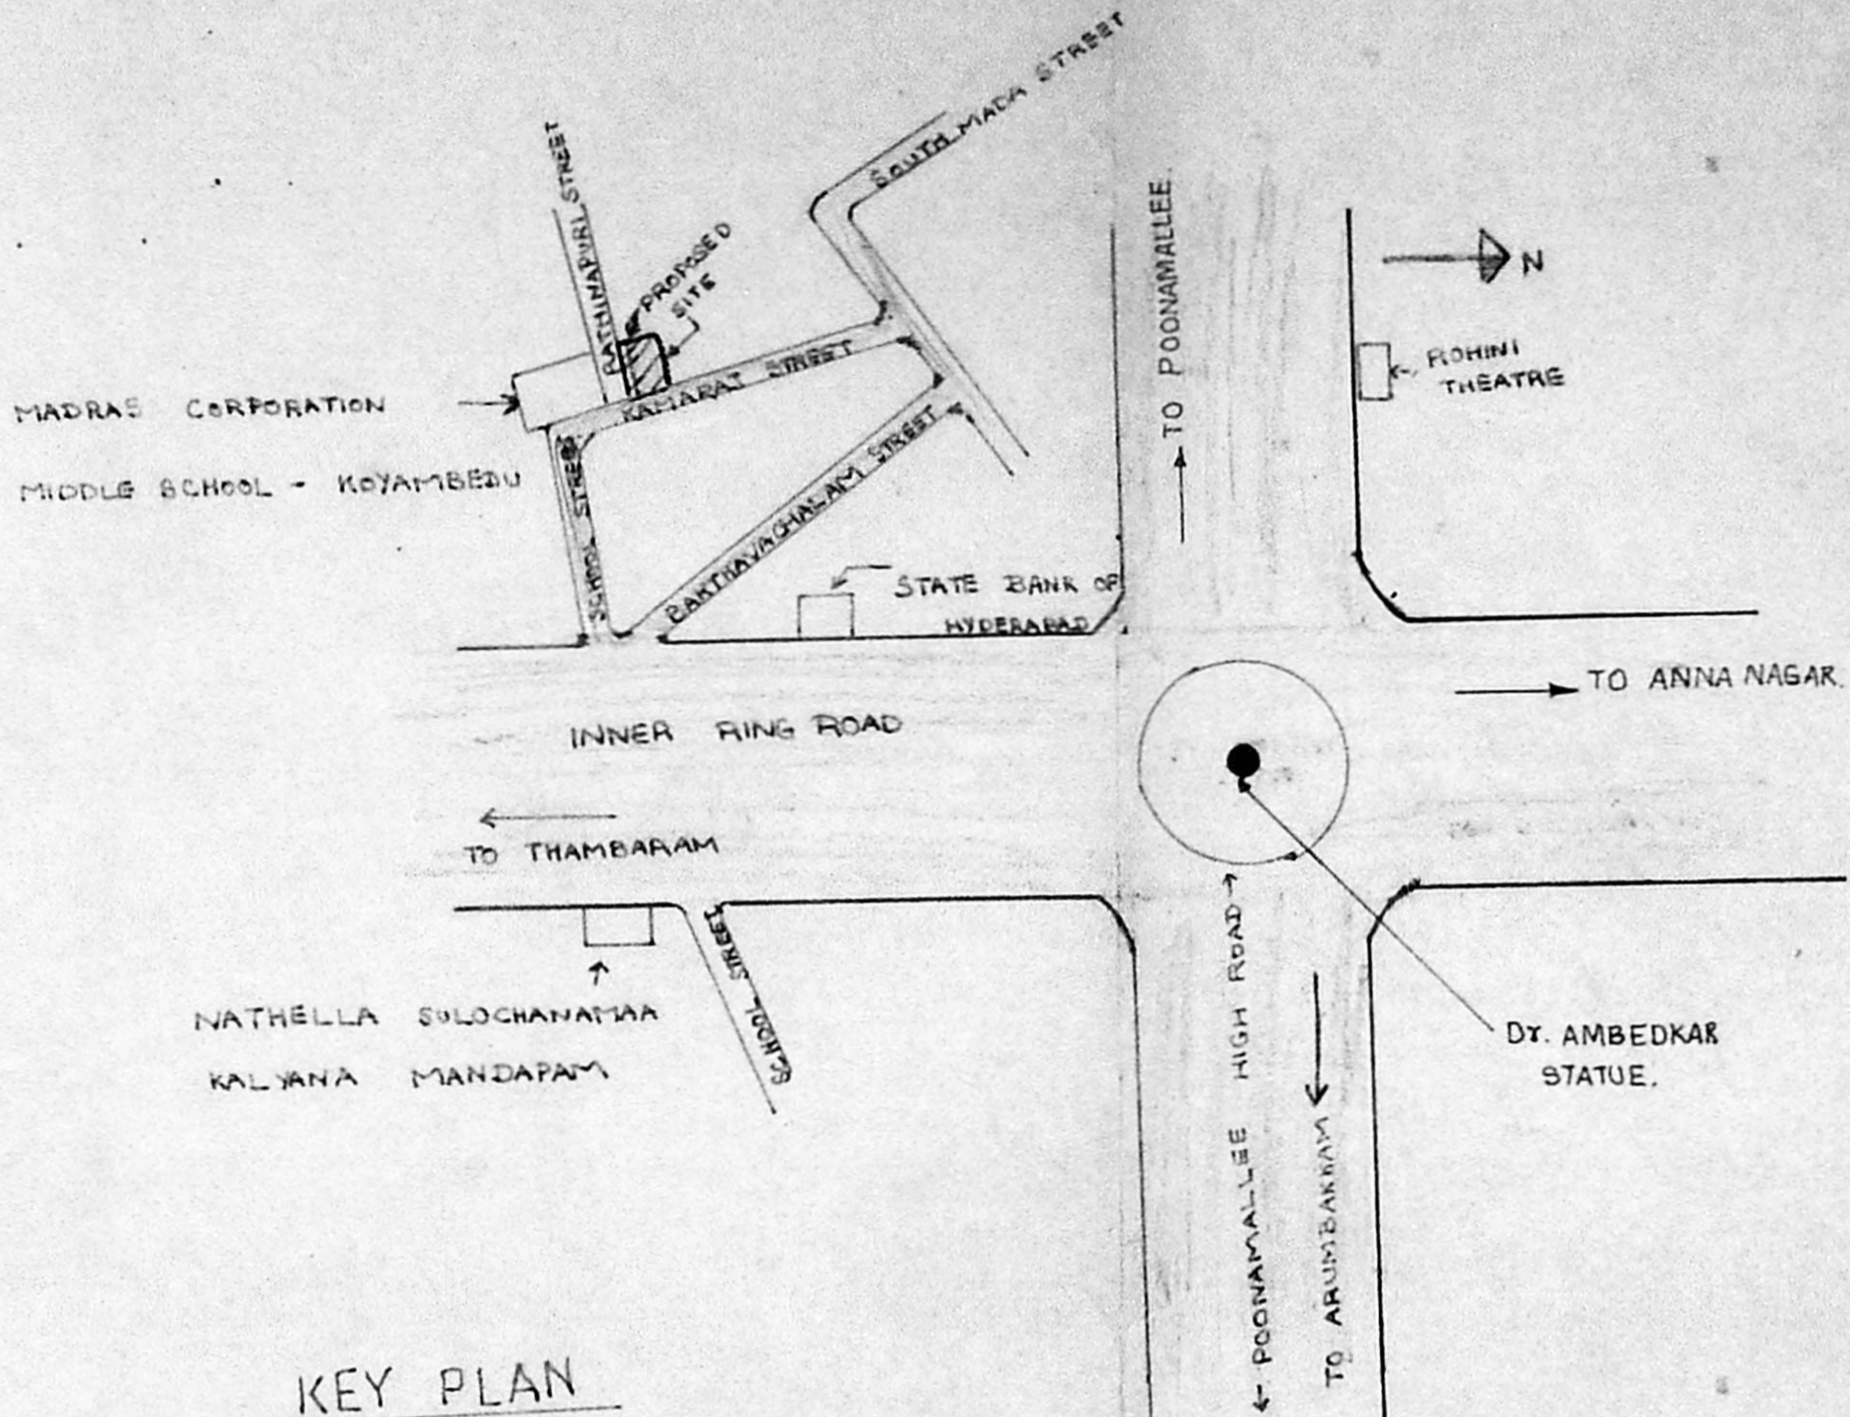 SOUTH MADA STREET
RATHINAPURI STREET
PROPOSED
SITE
TO POONAMALLEE.
N
ROHINI
THEATRE
KAMARAJ STREET
MADRAS CORPORATION
MIDDLE SCHOOL - KOYAMBEDU
SCHOOL STREET
BAKTHAVACHALAM STREET
STATE BANK OF
HYDERABAD
TO ANNA NAGAR.
INNER RING ROAD
TO THAMBARAM
SCHOOL STREET
NATHELLA SULOCHANAMAA
KALYANA MANDAPAM
POONAMALLEE HIGH ROAD
TO ARUMBAKKAM
Dr. AMBEDKAR
STATUE.
KEY PLAN